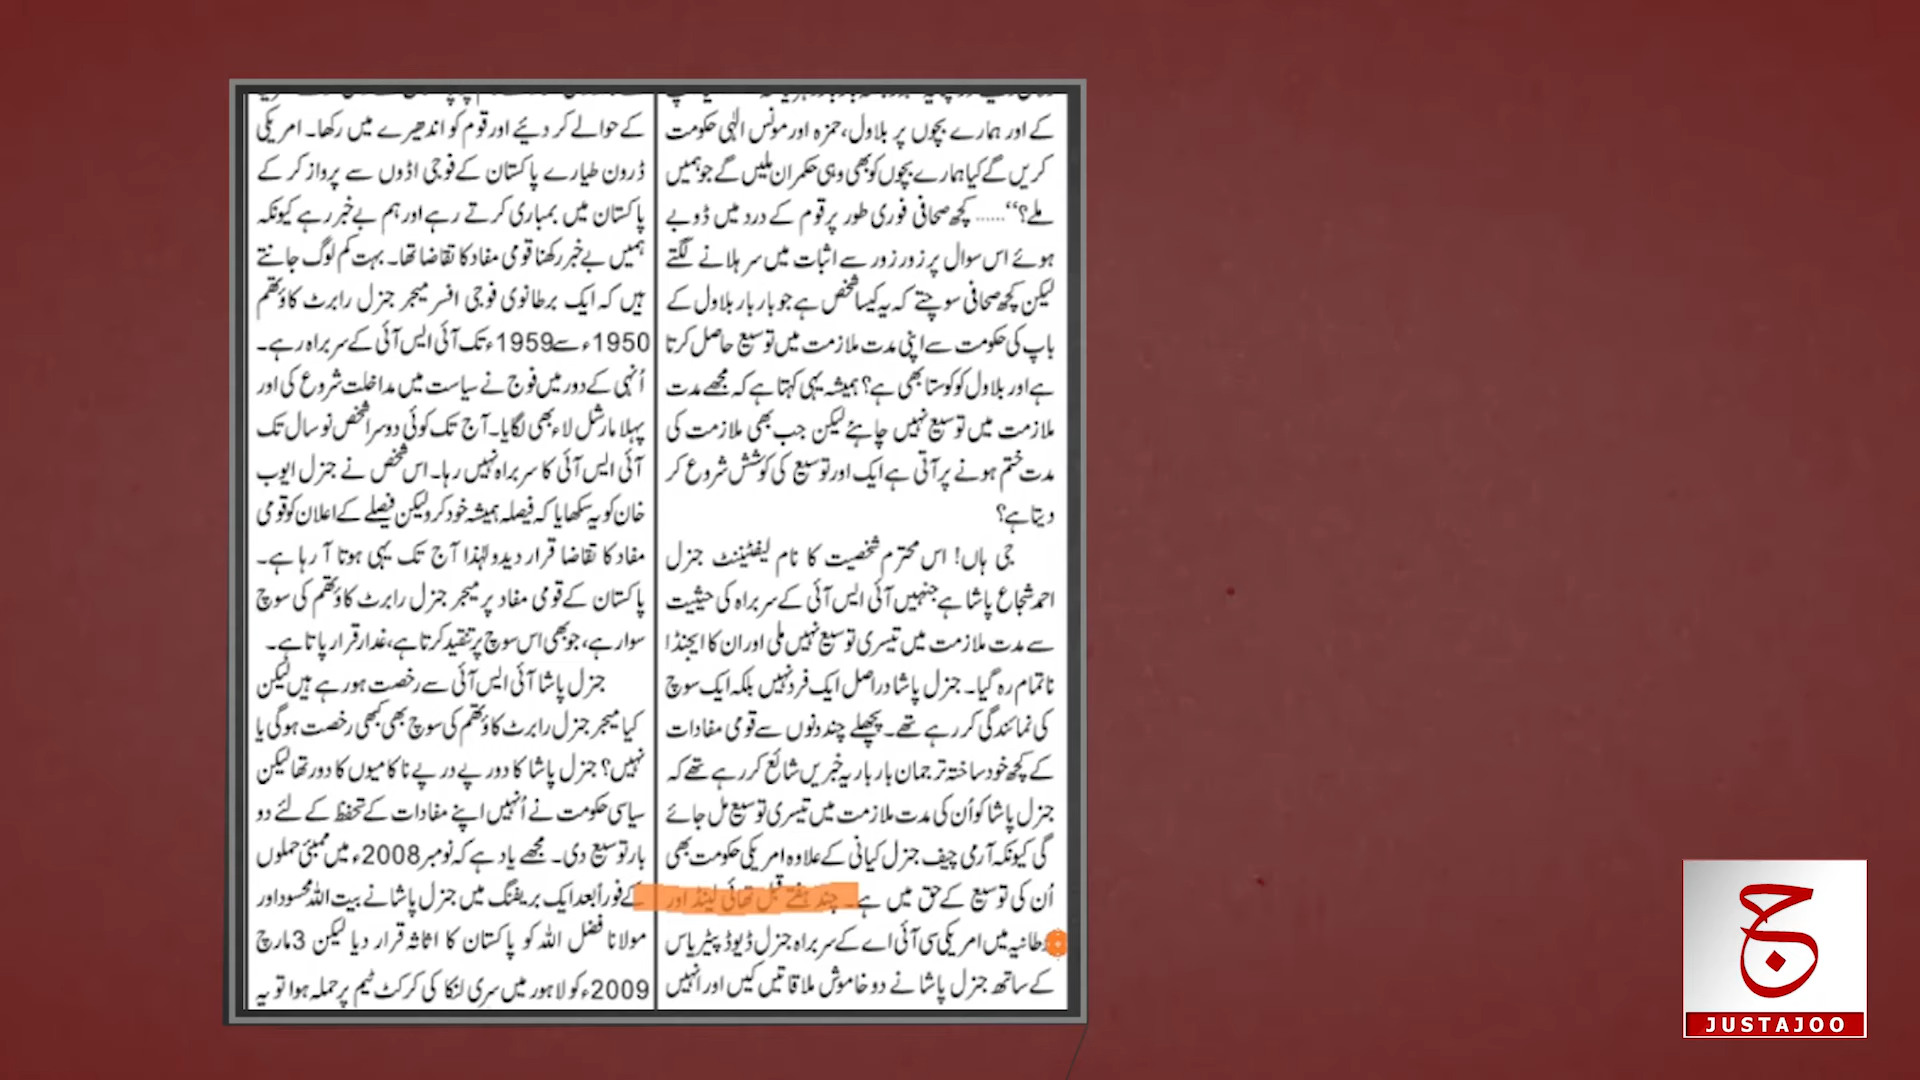 کے اور ہمارے بچوں پر بلاول، حمزہ اور مونس الٰہی حکومت
کریں گے کیا ہمارے بچوں کو بھی وہی حکمران ملیں گے جو ہمیں
ملے؟‘‘...... کچھ صحافی فوری طور پر قوم کے درد میں ڈوبے
ہوئے اس سوال پر زور زور سے اثبات میں سر ہلانے لگتے
لیکن کچھ صحافی سوچتے کہ یہ کیسا شخص ہے جو بار بار بلاول کے
باپ کی حکومت سے اپنی مدت ملازمت میں توسیع حاصل کرتا
ہے اور بلاول کو کوستا بھی ہے؟ ہمیشہ یہی کہتا ہے کہ مجھے مدت
ملازمت میں توسیع نہیں چاہئے لیکن جب بھی ملازمت کی
مدت ختم ہونے پر آتی ہے ایک اور توسیع کی کوشش شروع کر
دیتا ہے؟
جی ہاں! اس محترم شخصیت کا نام لیفٹیننٹ جنرل
احمد شجاع پاشا ہے جنہیں آئی ایس آئی کے سربراہ کی حیثیت
سے مدت ملازمت میں تیسری توسیع نہیں ملی اور ان کا ایجنڈا
ناتمام رہ گیا۔ جنرل پاشا دراصل ایک فرد نہیں بلکہ ایک سوچ
کی نمائندگی کر رہے تھے۔ پچھلے چند دنوں سے قومی مفادات
کے کچھ خود ساختہ ترجمان بار بار یہ خبریں شائع کر رہے تھے کہ
جنرل پاشا کو اُن کی مدت ملازمت میں تیسری توسیع مل جائے
گی کیونکہ آرمی چیف جنرل کیانی کے علاوہ امریکی حکومت بھی
اُن کی توسیع کے حق میں ہے۔ چند ہفتے قبل تھائی لینڈ اور
برطانیہ میں امریکی سی آئی اے کے سربراہ جنرل ڈیوڈ پیٹریاس
کے ساتھ جنرل پاشا نے دو خاموش ملاقاتیں کیں اور انہیں
کے حوالے کر دیئے اور قوم کو اندھیرے میں رکھا۔ امریکی
ڈرون طیارے پاکستان کے فوجی اڈوں سے پرواز کر کے
پاکستان میں بمباری کرتے رہے اور ہم بے خبر رہے کیونکہ
ہمیں بے خبر رکھنا قومی مفاد کا تقاضا تھا۔ بہت کم لوگ جانتے
ہیں کہ ایک برطانوی فوجی افسر میجر جنرل رابرٹ کاؤتھم
1950ء سے 1959ء تک آئی ایس آئی کے سربراہ رہے۔
اُنہی کے دور میں فوج نے سیاست میں مداخلت شروع کی اور
پہلا مارشل لاء بھی لگایا۔ آج تک کوئی دوسرا شخص نو سال تک
آئی ایس آئی کا سربراہ نہیں رہا۔ اس شخص نے جنرل ایوب
خان کو یہ سکھایا کہ فیصلہ ہمیشہ خود کرو لیکن فیصلے کے اعلان کو قومی
مفاد کا تقاضا قرار دیدو لہٰذا آج تک یہی ہوتا آ رہا ہے۔
پاکستان کے قومی مفاد پر میجر جنرل رابرٹ کاؤتھم کی سوچ
سوار ہے، جو بھی اس سوچ پر تنقید کرتا ہے، غدار قرار پاتا ہے۔
جنرل پاشا آئی ایس آئی سے رخصت ہو رہے ہیں لیکن
کیا میجر جنرل رابرٹ کاؤتھم کی سوچ بھی کبھی رخصت ہوگی یا
نہیں؟ جنرل پاشا کا دور پے در پے ناکامیوں کا دور تھا لیکن
سیاسی حکومت نے اُنہیں اپنے مفادات کے تحفظ کے لئے دو
بار توسیع دی۔ مجھے یاد ہے کہ نومبر 2008ء میں ممبئی حملوں
کے فوراً بعد ایک بریفنگ میں جنرل پاشا نے بیت اللہ محسود اور
مولانا فضل اللہ کو پاکستان کا اثاثہ قرار دیا لیکن 3 مارچ
2009ء کو لاہور میں سری لنکا کی کرکٹ ٹیم پر حملہ ہوا تو یہ
ج
JUSTAJOO